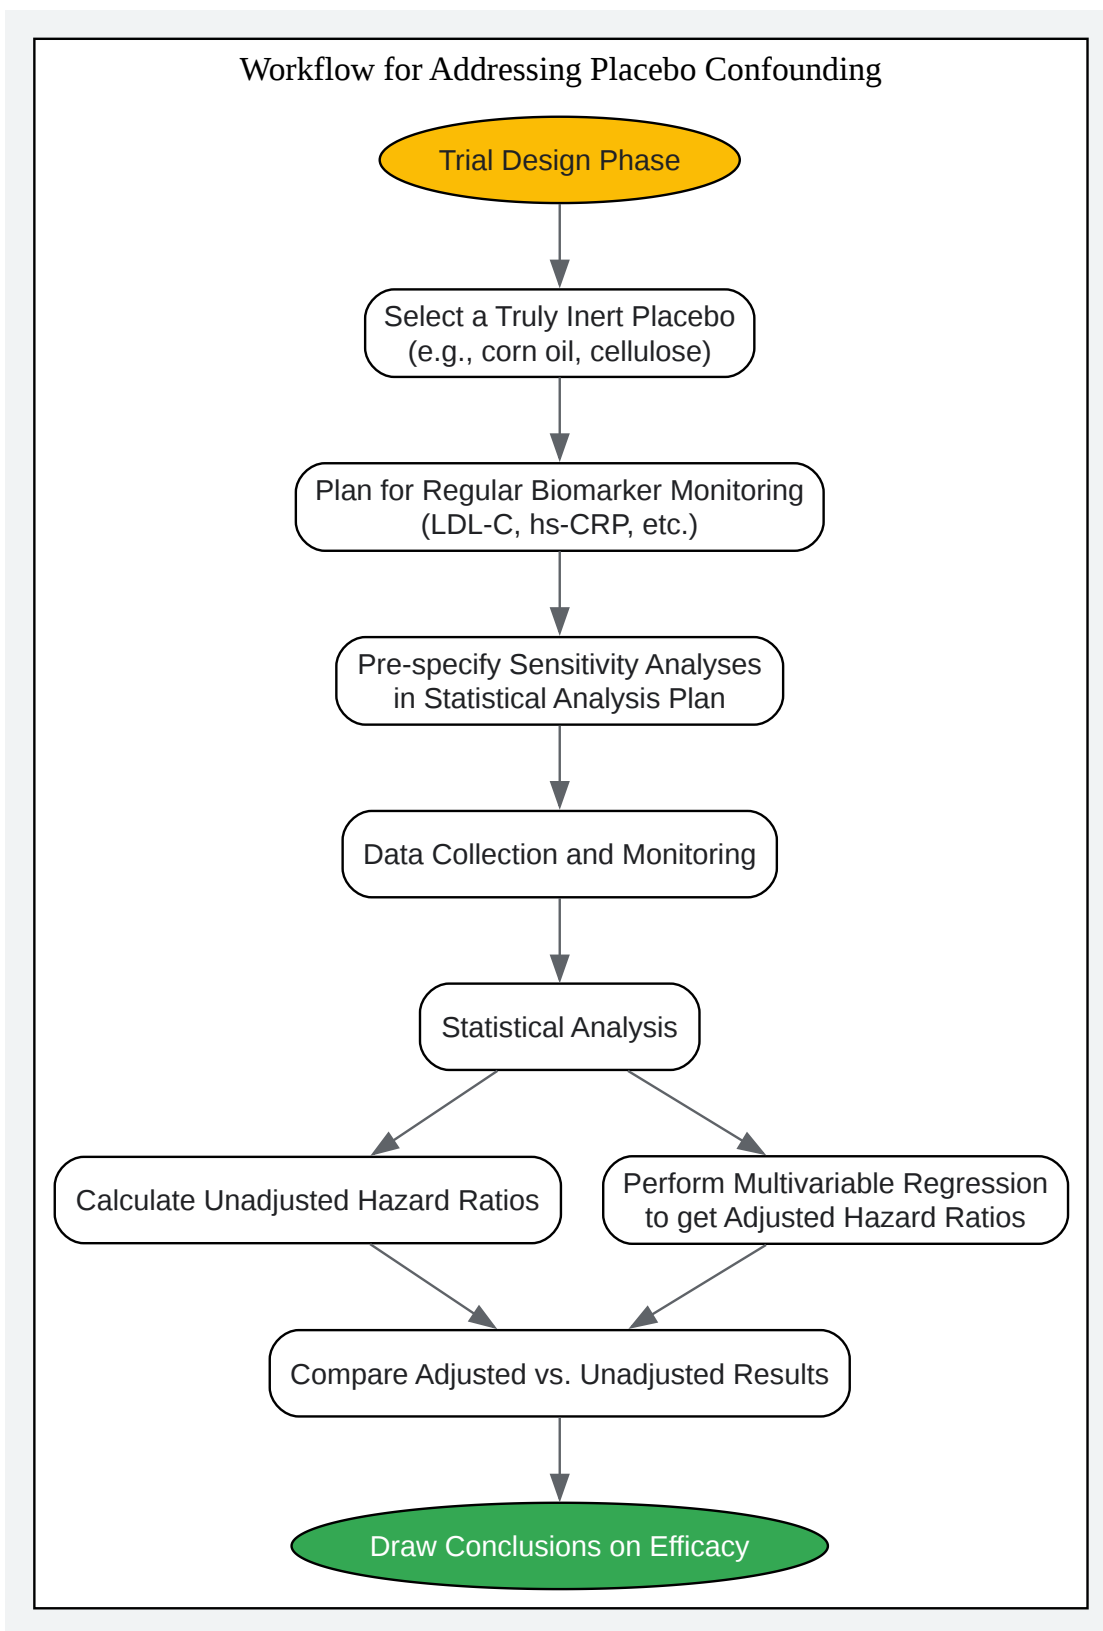 Workflow for Addressing Placebo Confounding
Trial Design Phase
Select a Truly Inert Placebo
(e.g., corn oil, cellulose)
Plan for Regular Biomarker Monitoring
(LDL-C, hs-CRP, etc.)
Pre-specify Sensitivity Analyses
in Statistical Analysis Plan
Data Collection and Monitoring
Statistical Analysis
Calculate Unadjusted Hazard Ratios
Perform Multivariable Regression
to get Adjusted Hazard Ratios
Compare Adjusted vs. Unadjusted Results
Draw Conclusions on Efficacy